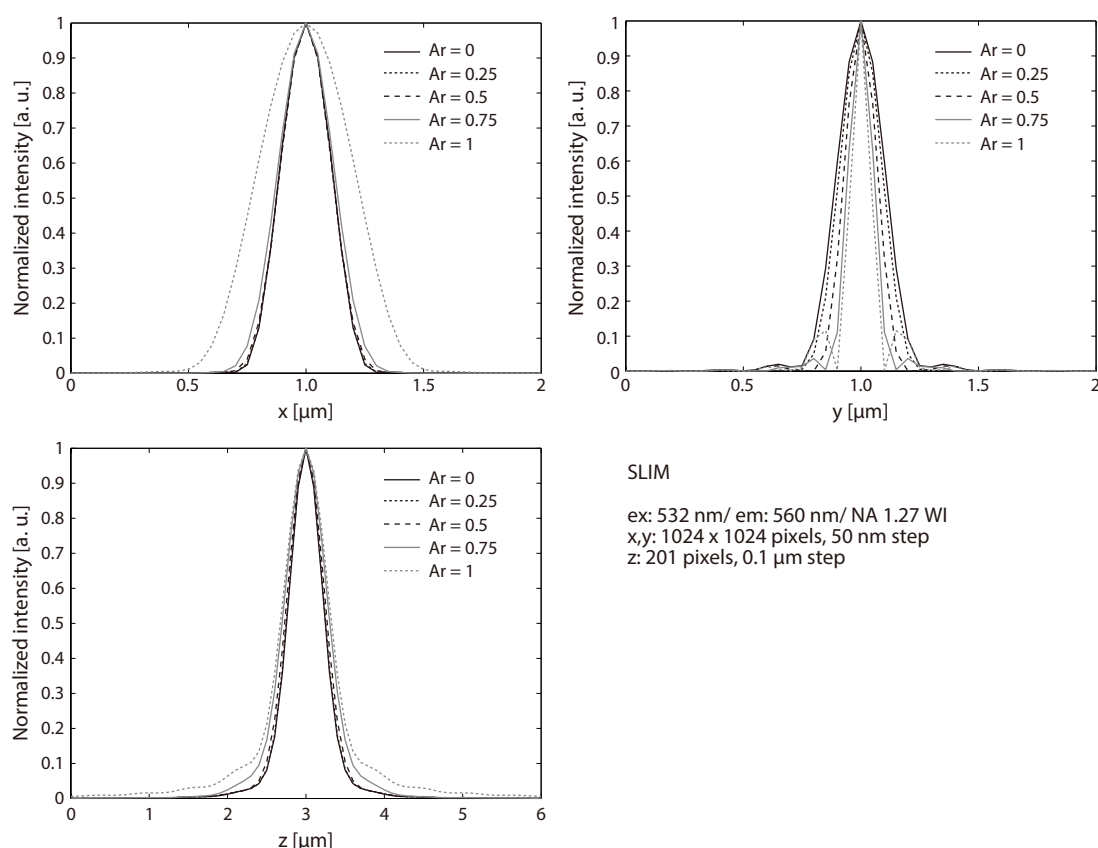 Normalized intensity [a. u.]
1
0.9
0.8
0.7
0.6
0.5
0.4
0.3
0.2
0.1
0
Ar = 0
Ar = 0.25
Ar = 0.5
Ar = 0.75
Ar = 1
0 0.5 1.0 1.5 2
x [μm]
Normalized intensity [a. u.]
1
0.9
0.8
0.7
0.6
0.5
0.4
0.3
0.2
0.1
0
Ar = 0
Ar = 0.25
Ar = 0.5
Ar = 0.75
Ar = 1
0 0.5 1.0 1.5 2
y [μm]
Normalized intensity [a. u.]
1
0.9
0.8
0.7
0.6
0.5
0.4
0.3
0.2
0.1
0
Ar = 0
Ar = 0.25
Ar = 0.5
Ar = 0.75
Ar = 1
0 1 2 3 4 5 6
z [μm]
SLIM
ex: 532 nm/ em: 560 nm/ NA 1.27 WI
x,y: 1024 x 1024 pixels, 50 nm step
z: 201 pixels, 0.1 μm step